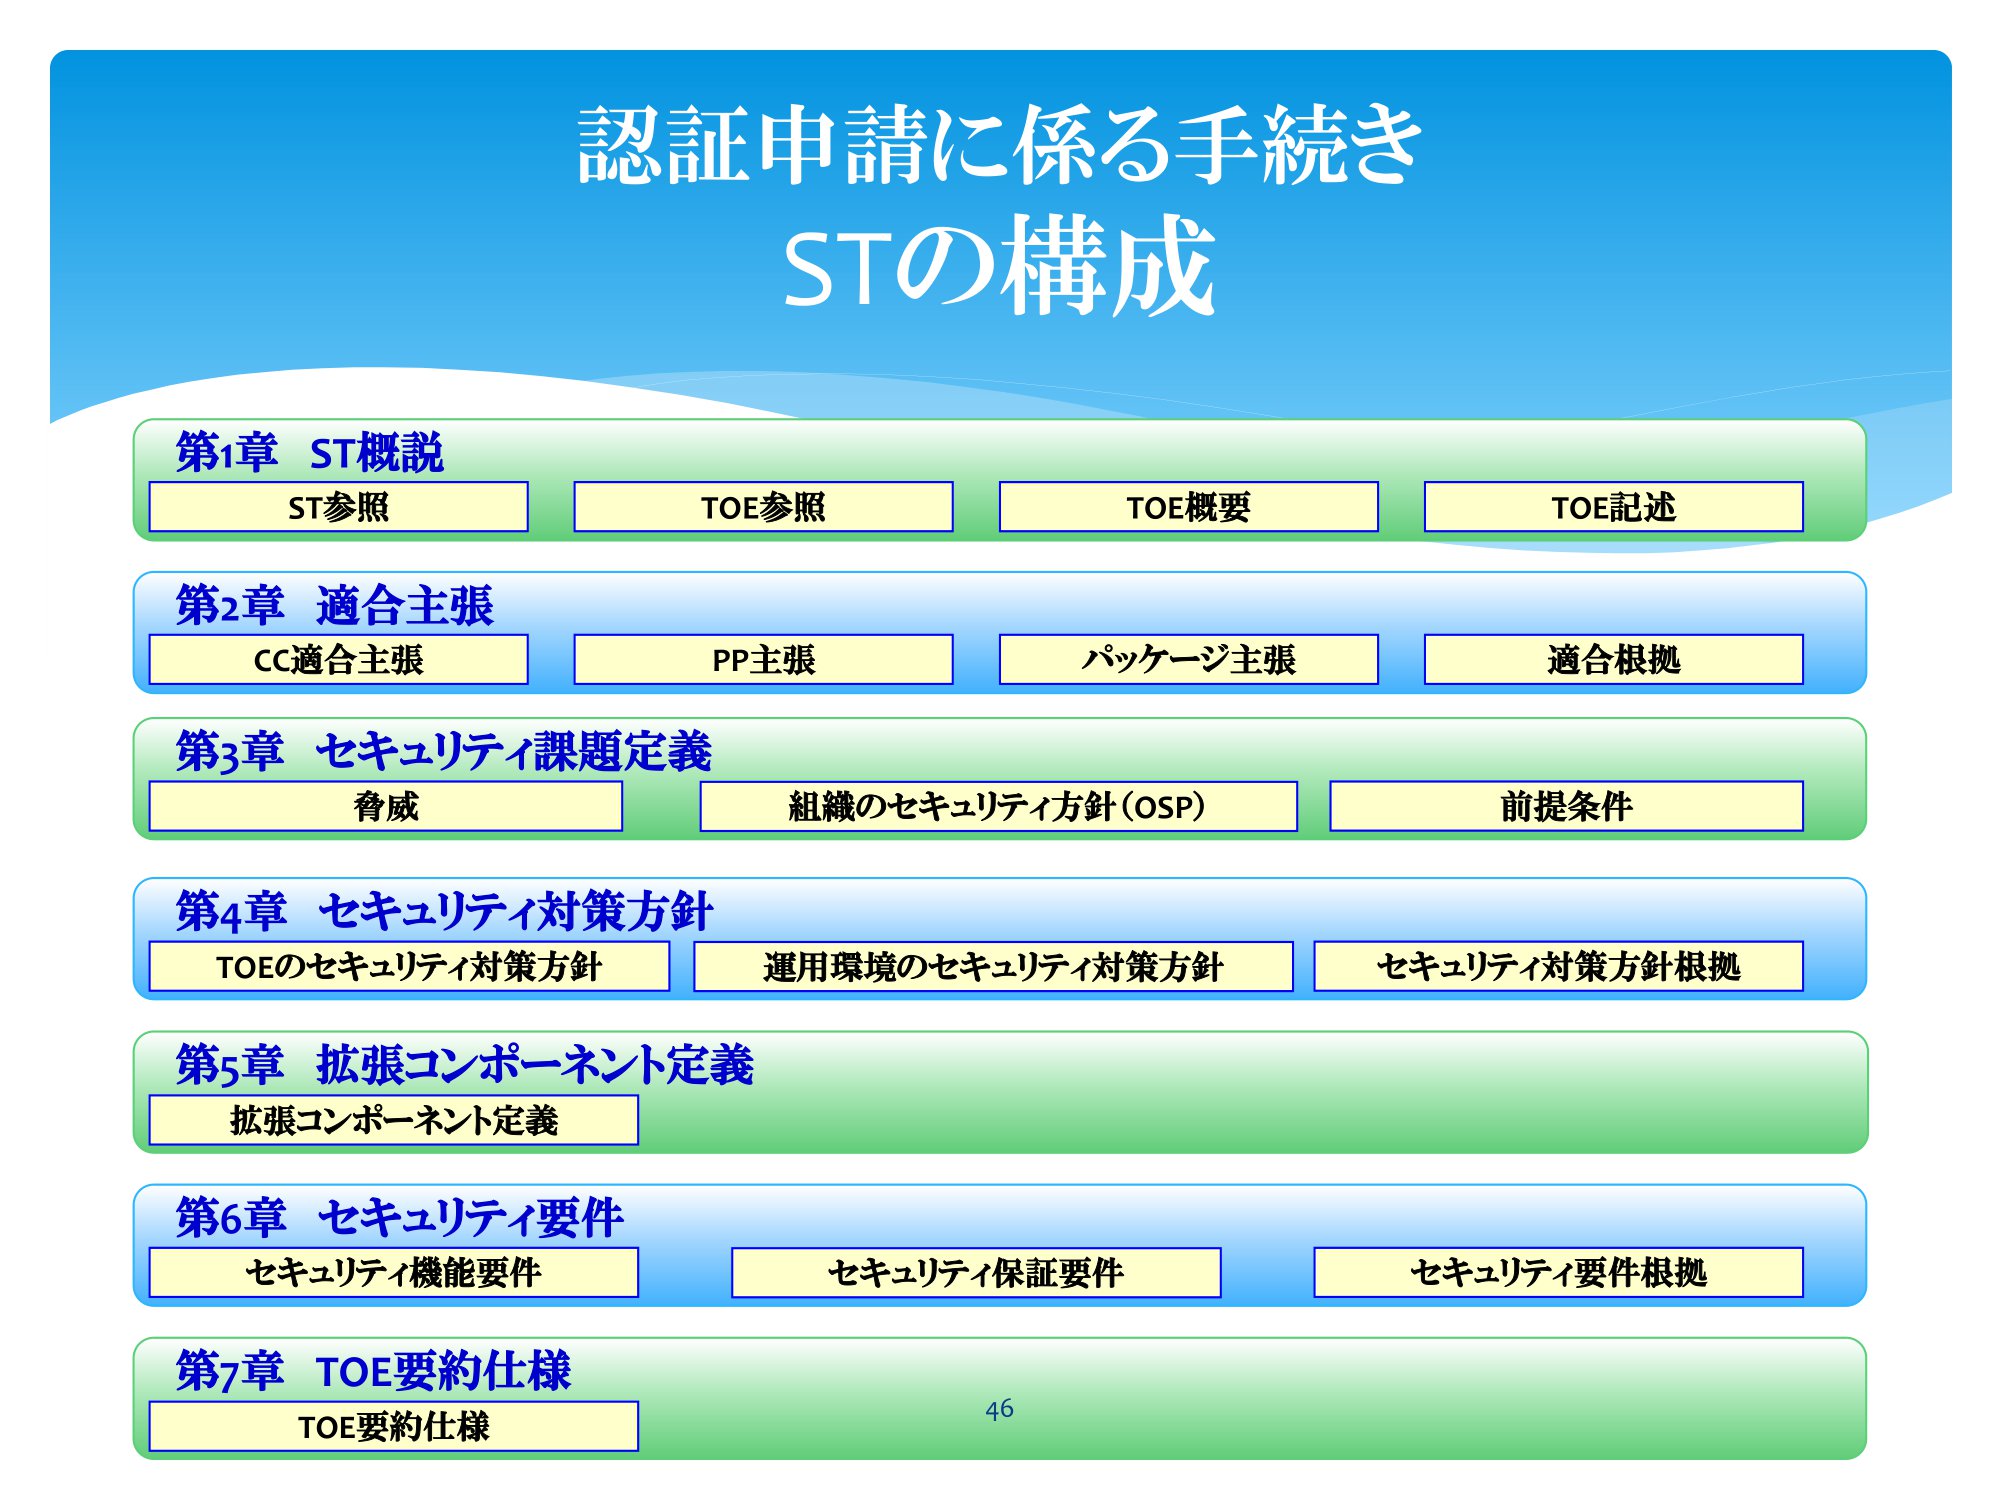 認証申請に係る手続き
STの構成
第1章　ST概説
ST参照
TOE参照
TOE概要
TOE記述
第2章　適合主張
CC適合主張
PP主張
パッケージ主張
適合根拠
第3章　セキュリティ課題定義
脅威
組織のセキュリティ方針（OSP）
前提条件
第4章　セキュリティ対策方針
TOEのセキュリティ対策方針
運用環境のセキュリティ対策方針
セキュリティ対策方針根拠
第5章　拡張コンポーネント定義
拡張コンポーネント定義
第6章　セキュリティ要件
セキュリティ機能要件
セキュリティ保証要件
セキュリティ要件根拠
第7章　TOE要約仕様
TOE要約仕様
46